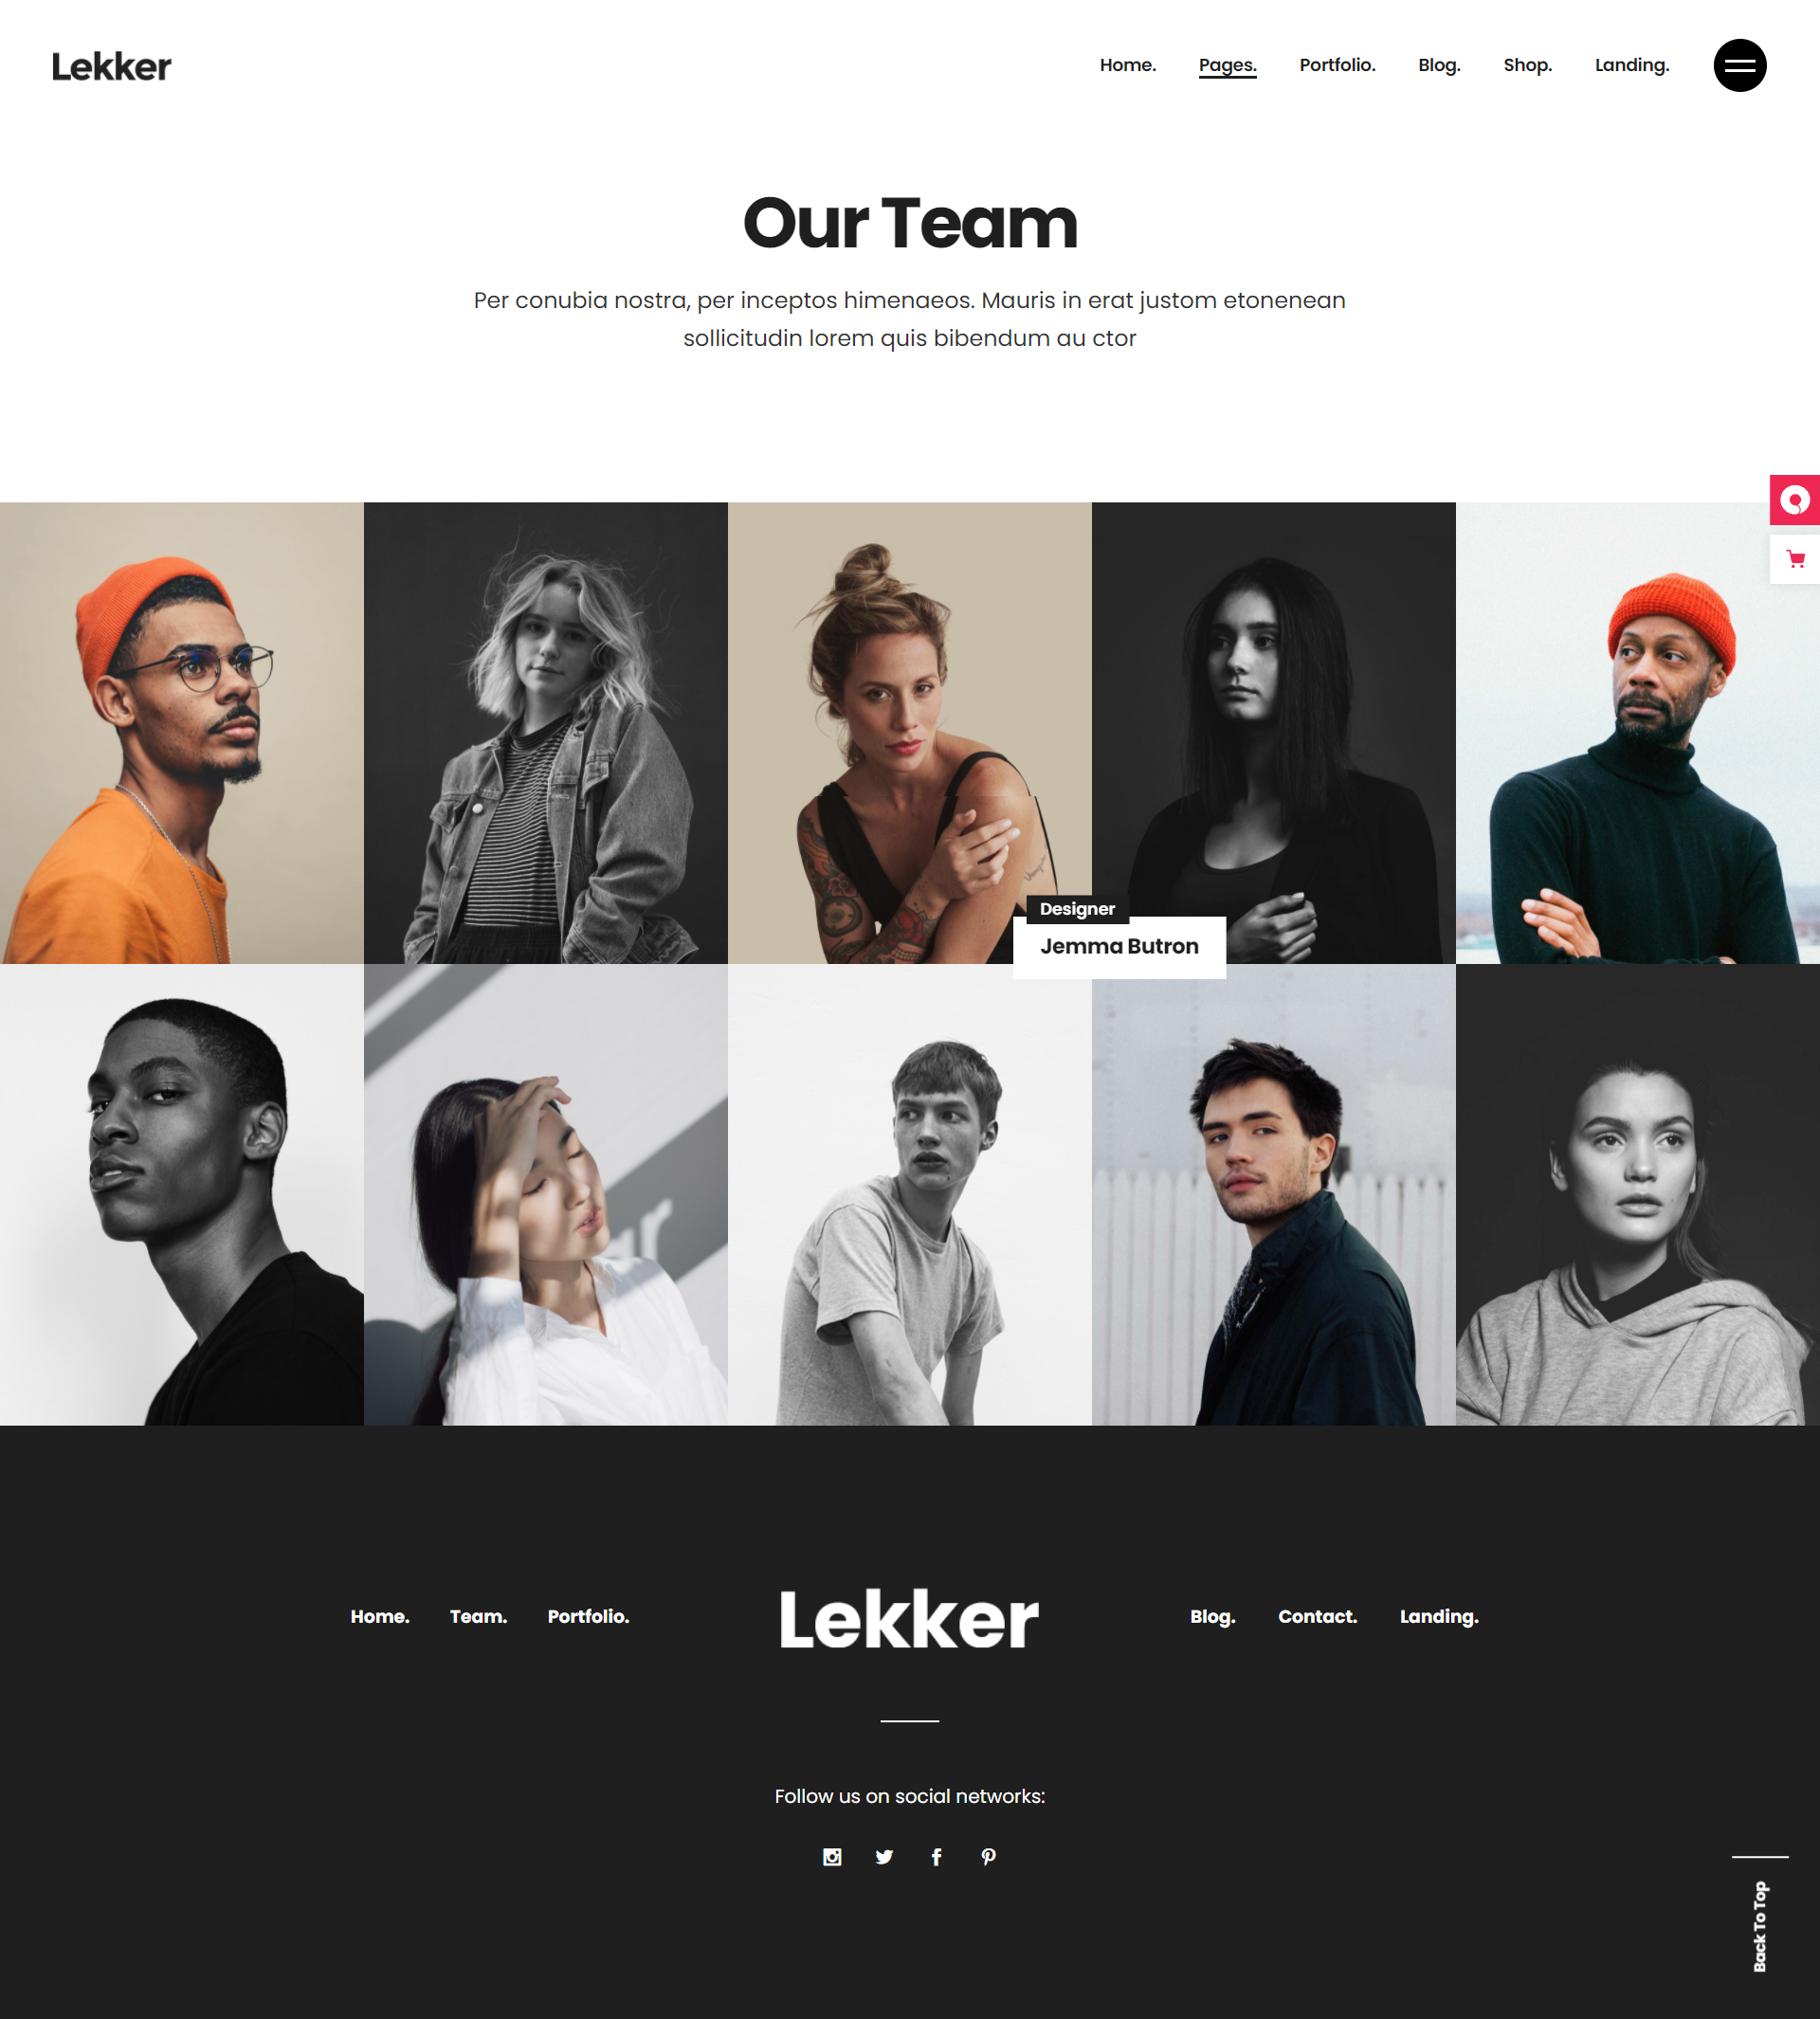 Lekker
Home. Pages. Portfolio. Blog. Shop. Landing.
Our Team
Per conubia nostra, per inceptos himenaeos. Mauris in erat justom etonenean
sollicitudin lorem quis bibendum au ctor
Designer
Jemma Butron
Home. Team. Portfolio. Lekker Blog. Contact. Landing.
Follow us on social networks:
Back To Top